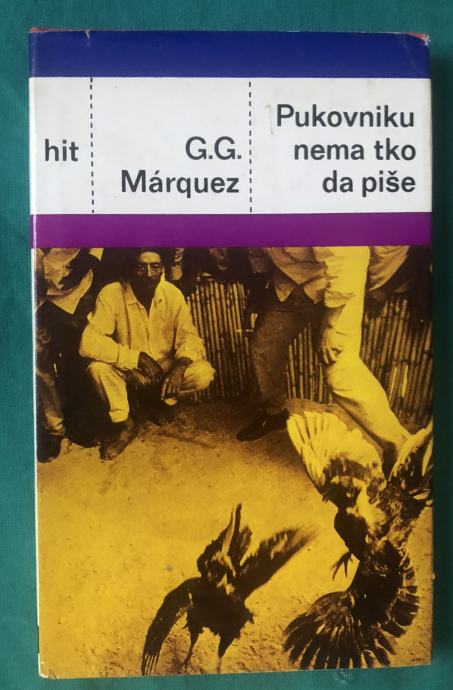 hit
G.G.
Márquez
Pukovniku
nema tko
da piše